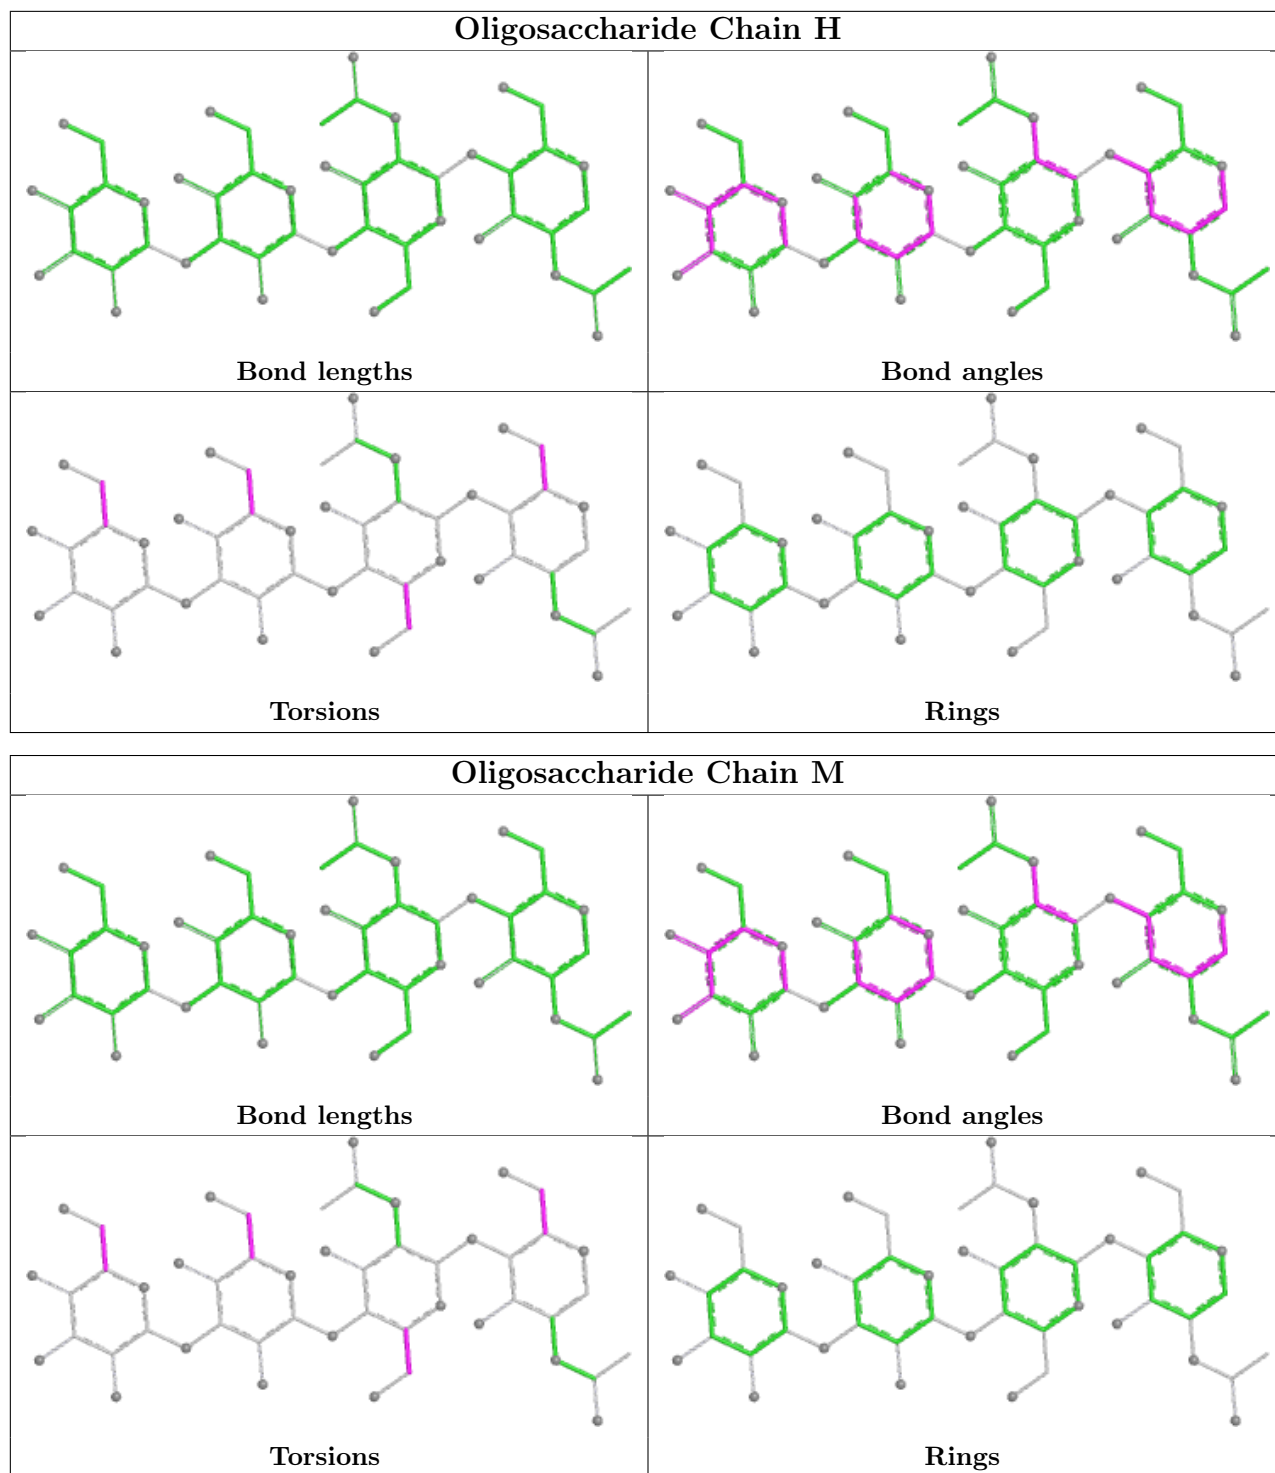 Oligosaccharide Chain H
Bond lengths
Bond angles
Torsions
Rings
Oligosaccharide Chain M
Bond lengths
Bond angles
Torsions
Rings